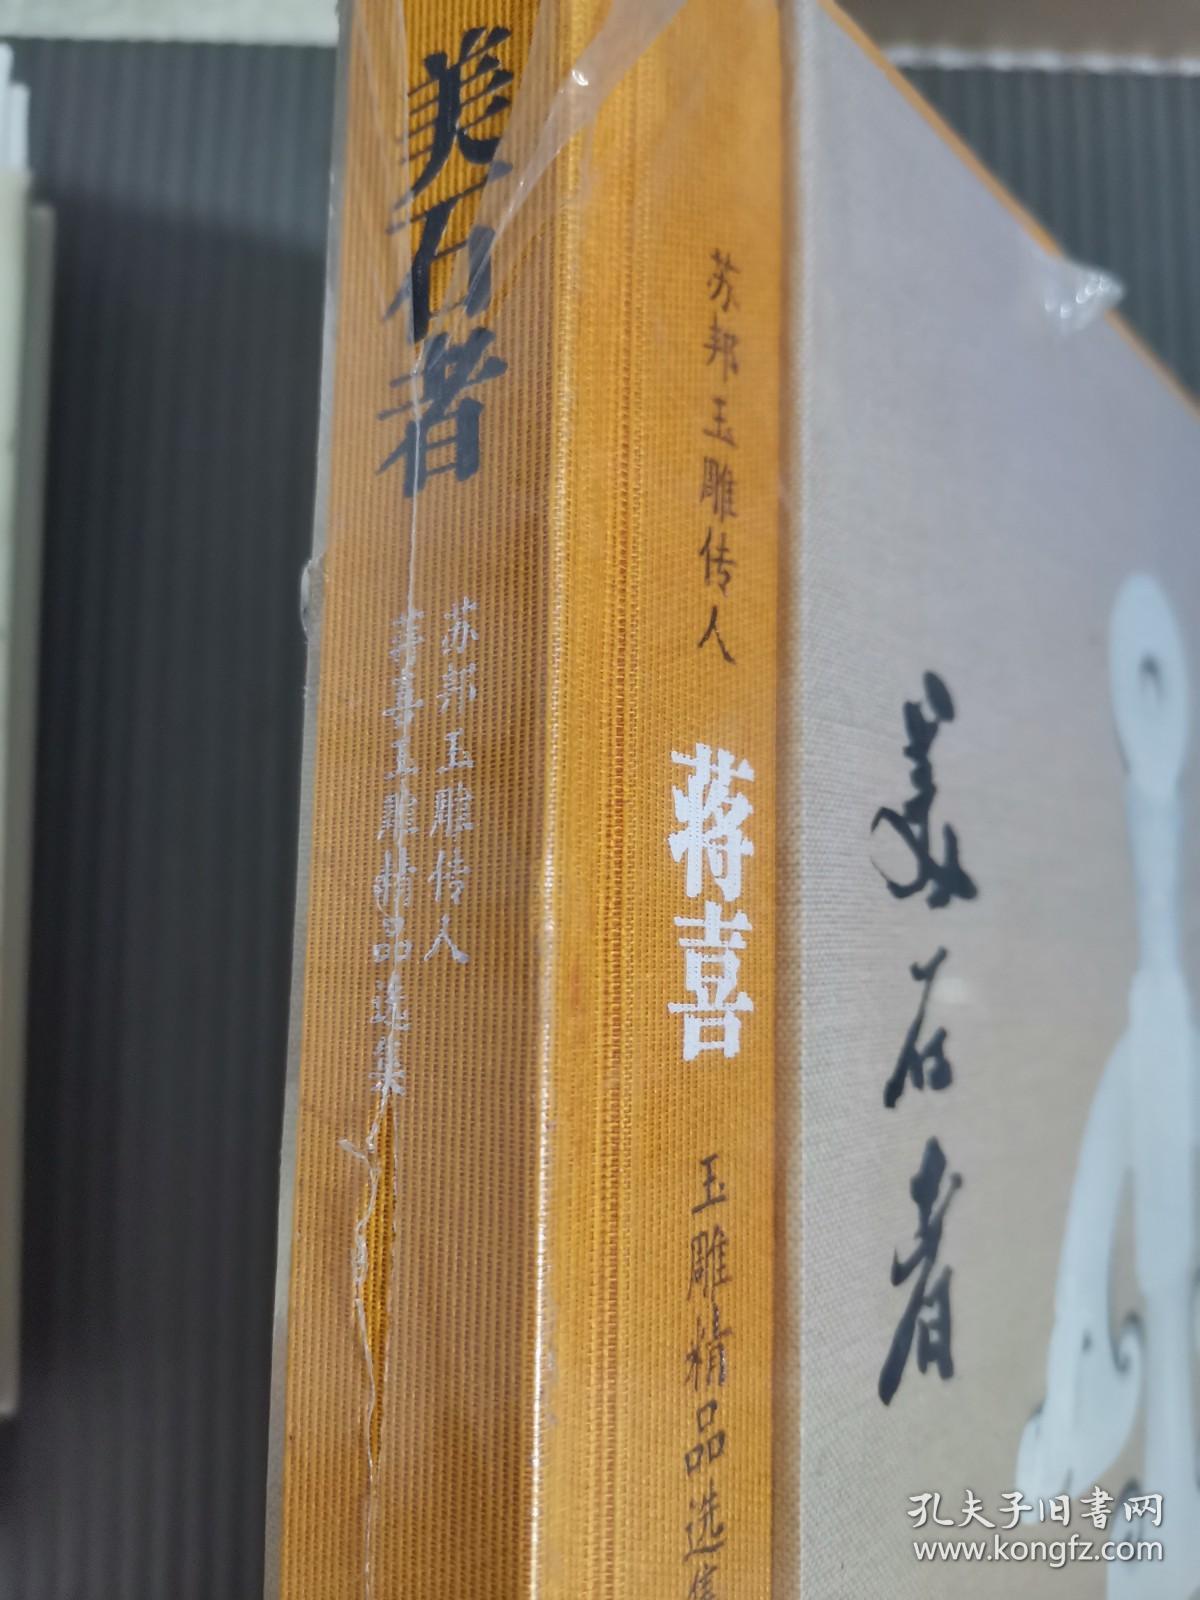 美石者
苏邦玉雕传人
蒋喜玉雕精品选集
苏邦玉雕传人
蒋喜
玉雕精品选集
美石者
孔夫子旧书网
www.kongfz.com